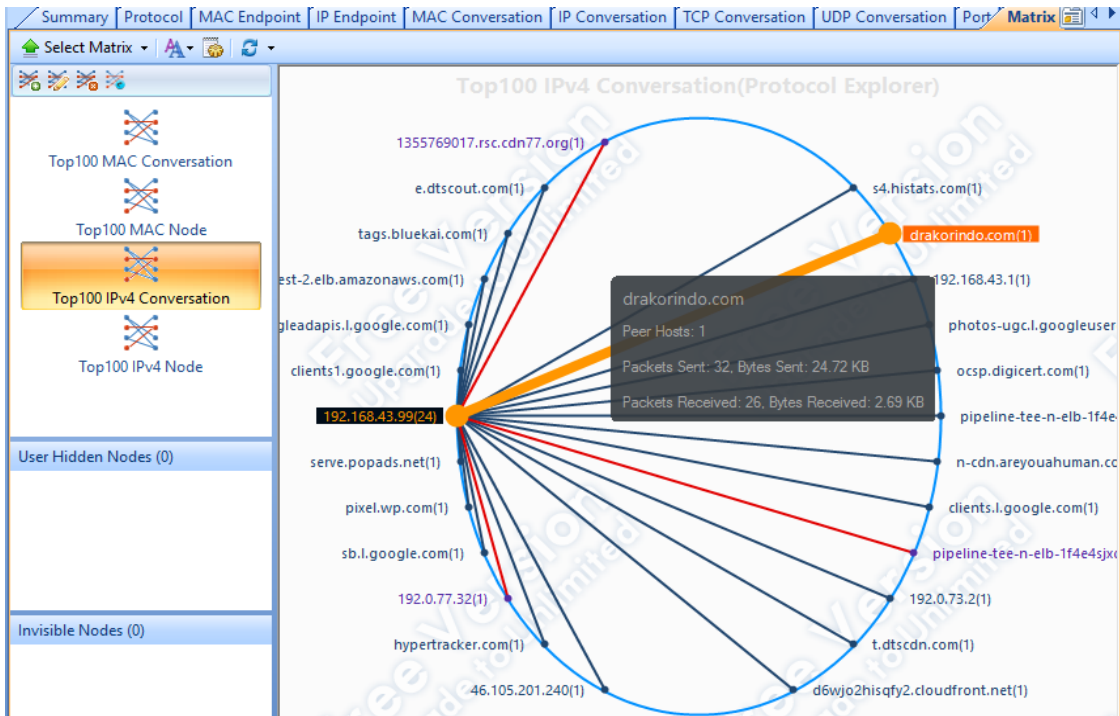 Summary Protocol MAC Endpoint IP Endpoint MAC Conversation IP Conversation TCP Conversation UDP Conversation Port Matrix
Select Matrix
Top100 MAC Conversation
Top100 MAC Node
Top100 IPv4 Conversation
Top100 IPv4 Node
User Hidden Nodes (0)
Invisible Nodes (0)
Top100 IPv4 Conversation(Protocol Explorer)
1355769017.rsc.cdn77.org(1)
e.dtscout.com(1)
s4.histats.com(1)
tags.bluekai.com(1)
drakorindo.com(1)
est-2.elb.amazonaws.com(1)
192.168.43.1(1)
gleadapis.l.google.com(1)
photos-ugc.l.googleuser
clients1.google.com(1)
ocsp.digicert.com(1)
192.168.43.99(24)
pipeline-tee-n-elb-1f4e
serve.popads.net(1)
n-cdn.areyouahuman.cc
pixel.wp.com(1)
clients.l.google.com(1)
sb.l.google.com(1)
pipeline-tee-n-elb-1f4e4sjx
192.0.77.32(1)
192.0.73.2(1)
hypertracker.com(1)
t.dtscdn.com(1)
46.105.201.240(1)
d6wjo2hisqfy2.cloudfront.net(1)
drakorindo.com
Peer Hosts: 1
Packets Sent: 32, Bytes Sent: 24.72 KB
Packets Received: 26, Bytes Received: 2.69 KB
Free Version
Upgrade to Unlimited